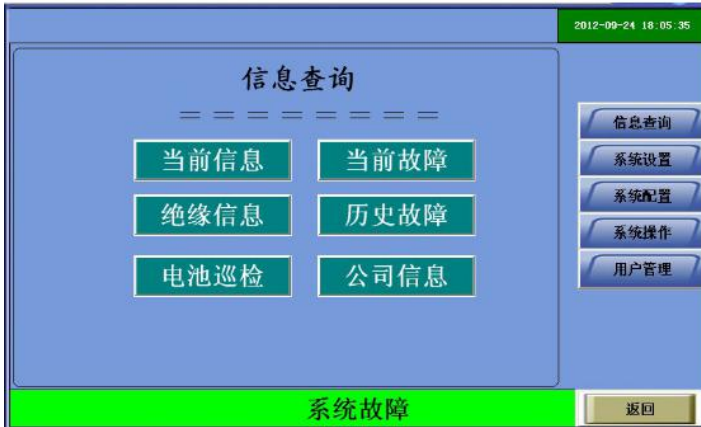 2012-09-24 18:05:35
信息查询
========
当前信息 当前故障
绝缘信息 历史故障
电池巡检 公司信息
信息查询
系统设置
系统配置
系统操作
用户管理
系统故障
返回